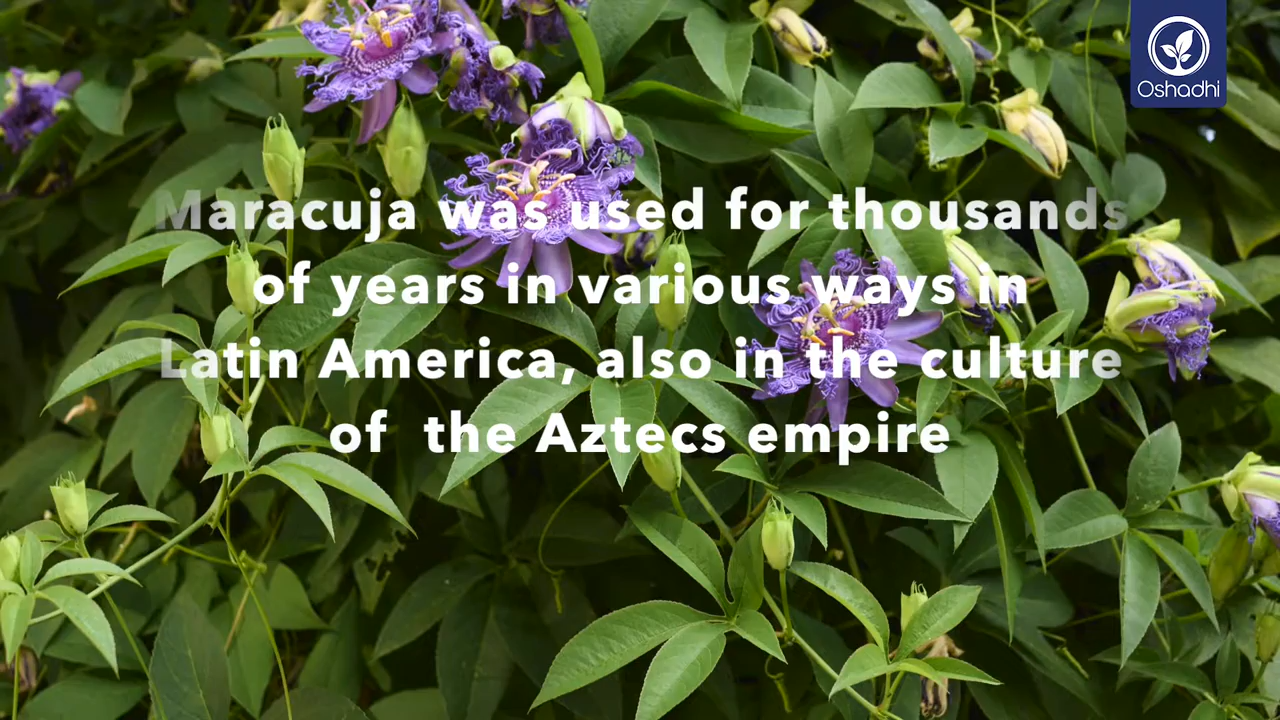 Oshadhi
Maracuja was used for thousands
of years in various ways in
Latin America, also in the culture
of  the Aztecs empire